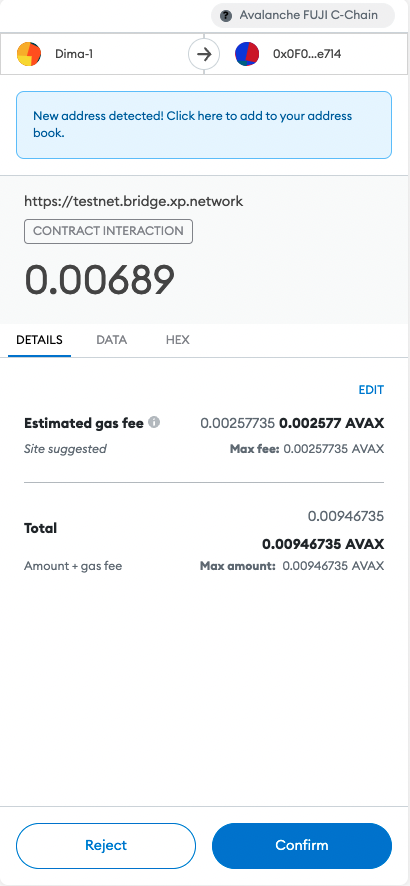 Avalanche FUJI C-Chain
Dima-1
0x0F0...e714
New address detected! Click here to add to your address
book.
https://testnet.bridge.xp.network
CONTRACT INTERACTION
0.00689
DETAILS DATA HEX
EDIT
Estimated gas fee 0.00257735 0.002577 AVAX
Site suggested Max fee: 0.00257735 AVAX
0.00946735
Total
0.00946735 AVAX
Amount + gas fee Max amount: 0.00946735 AVAX
Reject Confirm